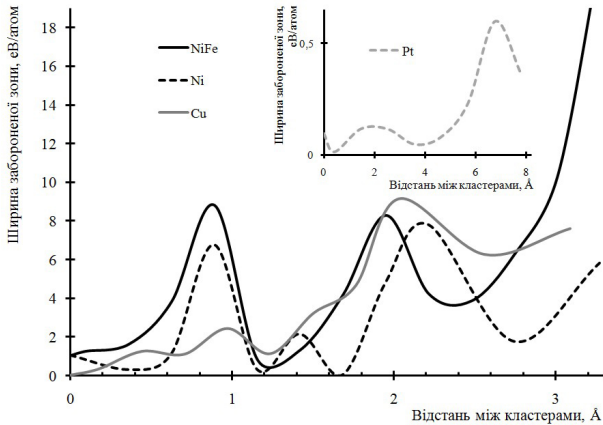 Ширина забороненої зони, еВ/атом
18
16
14
12
10
8
6
4
2
0
NiFe
Ni
Cu
0
1
2
3
Відстань між кластерами, Å
Ширина забороненої зони,
еВ/атом
0,5
0
Pt
0
2
4
6
8
Відстань між кластерами, Å